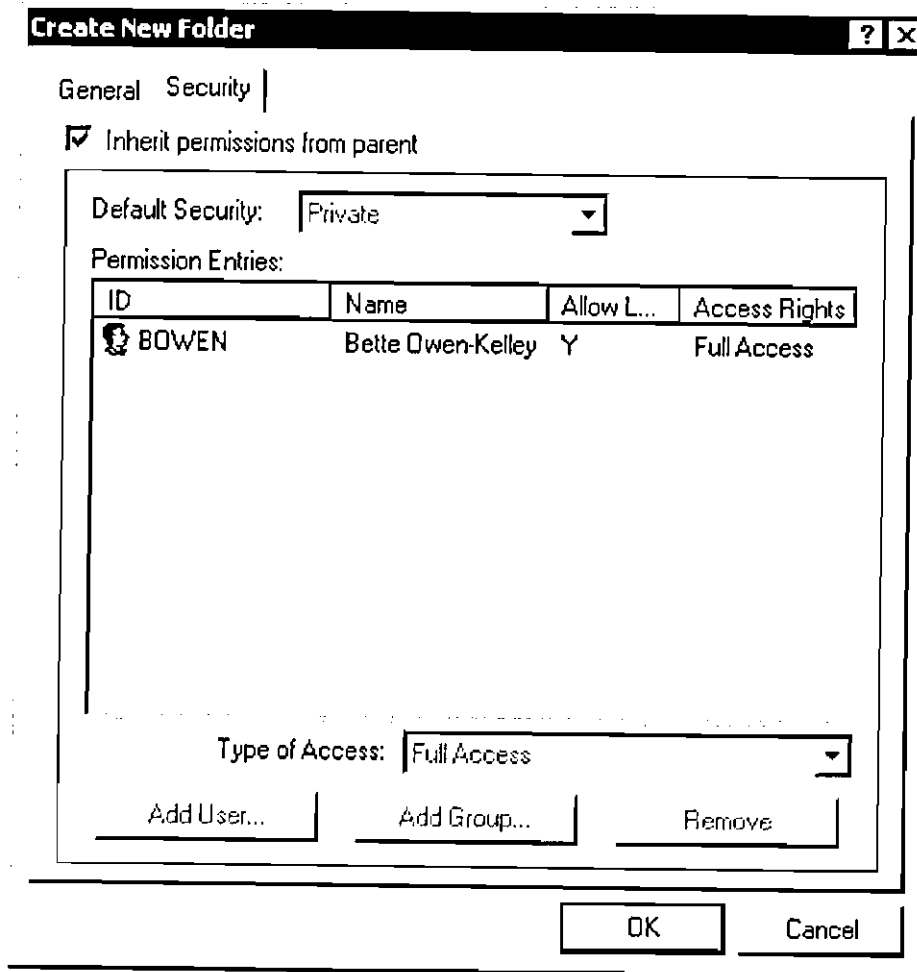 Create New Folder
? X
General Security
Inherit permissions from parent
Default Security: Private
Permission Entries:
ID Name Allow L... Access Rights
BOWEN Bette Owen-Kelley Y Full Access
Type of Access: Full Access
Add User... Add Group... Remove
OK Cancel